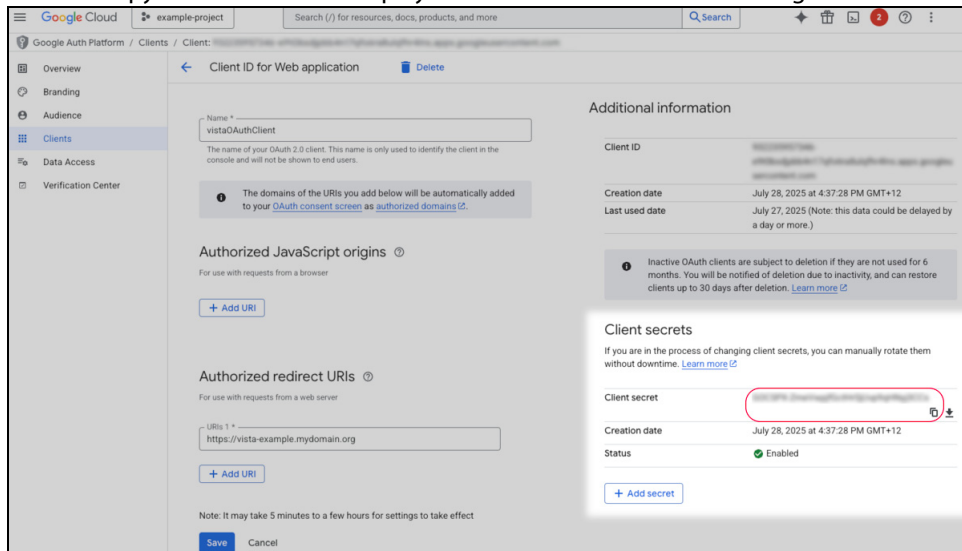 Google Cloud
example-project
Search (/) for resources, docs, products, and more
Search
2
Google Auth Platform / Clients / Client:
Overview
Branding
Audience
Clients
Data Access
Verification Center
Client ID for Web application
Delete
Name *
vistaOAuthClient
The name of your OAuth 2.0 client. This name is only used to identify the client in the
console and will not be shown to end users.
The domains of the URIs you add below will be automatically added
to your OAuth consent screen as authorized domains.
Authorized JavaScript origins
For use with requests from a browser
+ Add URI
Authorized redirect URIs
For use with requests from a web server
URIs 1 *
https://vista-example.mydomain.org
+ Add URI
Note: It may take 5 minutes to a few hours for settings to take effect
Save
Cancel
Additional information
Client ID
Creation date
July 28, 2025 at 4:37:28 PM GMT+12
Last used date
July 27, 2025 (Note: this data could be delayed by
a day or more.)
Inactive OAuth clients are subject to deletion if they are not used for 6
months. You will be notified of deletion due to inactivity, and can restore
clients up to 30 days after deletion. Learn more
Client secrets
If you are in the process of changing client secrets, you can manually rotate them
without downtime. Learn more
Client secret
Creation date
July 28, 2025 at 4:37:28 PM GMT+12
Status
Enabled
+ Add secret